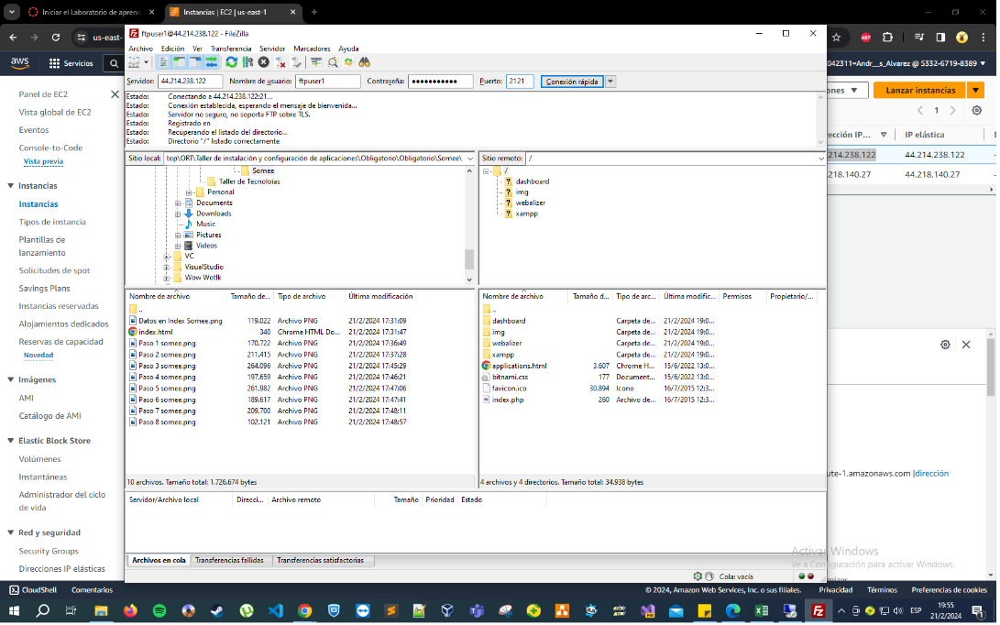 Iniciar el Laboratorio de aprend
Instancias | EC2 | us-east-1
us-east-
ABP
aws
Servicios
042311=Andr__s_Alvarez @ 5332-6719-8389
Panel de EC2
Vista global de EC2
Eventos
Console-to-Code
Vista previa
Instancias
Instancias
Tipos de instancia
Plantillas de
lanzamiento
Solicitudes de spot
Savings Plans
Instancias reservadas
Alojamientos dedicados
Reservas de capacidad
Novedad
Imágenes
AMI
Catálogo de AMI
Elastic Block Store
Volúmenes
Instantáneas
Administrador del ciclo
de vida
Red y seguridad
Security Groups
Direcciones IP elásticas
ftpuser1@44.214.238.122 - FileZilla
Archivo Edición Ver Transferencia Servidor Marcadores Ayuda
Servidor: 44.214.238.122 Nombre de usuario: ftpuser1 Contraseña: ●●●●●●●●●●● Puerto: 2121 Conexión rápida
Estado: Conectando a 44.214.238.122:21...
Estado: Conexión establecida, esperando el mensaje de bienvenida...
Estado: Servidor no seguro, no soporta FTP sobre TLS.
Estado: Registrado en
Estado: Recuperando el listado del directorio...
Estado: Directorio "/" listado correctamente
Sitio local: top\ORT\Taller de instalación y configuración de aplicaciones\Obligatorio\Obligatorio\Somee\
Somee
Taller de Tecnoloías
Personal
Documents
Downloads
Music
Pictures
Videos
VC
VisualStudio
Wow Wotlk
Sitio remoto: /
/
dashboard
img
webalizer
xampp
Nombre de archivo Tamaño de... Tipo de archivo Última modificación
..
Datos en Index Somee.png 119.022 Archivo PNG 21/2/2024 17:31:09
index.html 340 Chrome HTML Do... 21/2/2024 17:31:47
Paso 1 somee.png 170.722 Archivo PNG 21/2/2024 17:36:49
Paso 2 somee.png 211.415 Archivo PNG 21/2/2024 17:37:28
Paso 3 somee.png 264.096 Archivo PNG 21/2/2024 17:45:29
Paso 4 somee.png 197.659 Archivo PNG 21/2/2024 17:46:21
Paso 5 somee.png 261.982 Archivo PNG 21/2/2024 17:47:06
Paso 6 somee.png 189.617 Archivo PNG 21/2/2024 17:47:41
Paso 7 somee.png 209.700 Archivo PNG 21/2/2024 17:48:11
Paso 8 somee.png 102.121 Archivo PNG 21/2/2024 17:48:57
10 archivos. Tamaño total: 1.726.674 bytes
Nombre de archivo Tamaño d... Tipo de arc... Última modific... Permisos Propietario/...
..
dashboard Carpeta de... 21/2/2024 19:0...
img Carpeta de... 21/2/2024 19:0...
webalizer Carpeta de... 21/2/2024 19:0...
xampp Carpeta de... 21/2/2024 19:0...
applications.html 3.607 Chrome H... 15/6/2022 13:0...
bitnami.css 177 Document... 15/6/2022 13:0...
favicon.ico 30.894 Icono 16/7/2015 12:3...
index.php 260 Archivo de... 16/7/2015 12:3...
4 archivos y 4 directorios. Tamaño total: 34.938 bytes
Servidor/Archivo local Direcci... Archivo remoto Tamaño Prioridad Estado
Archivos en cola Transferencias fallidas Transferencias satisfactorias
Cola: vacía
ones
Lanzar instancias
1
ección IP... IP elástica
.214.238.122 44.214.238.122
.218.140.27 44.218.140.27
ute-1.amazonaws.com |dirección
Activar Windows
Ve a Configuración para activar Windows.
CloudShell Comentarios
© 2024, Amazon Web Services, Inc. o sus filiales. Privacidad Términos Preferencias de cookies
ESP
19:55
21/2/2024
1